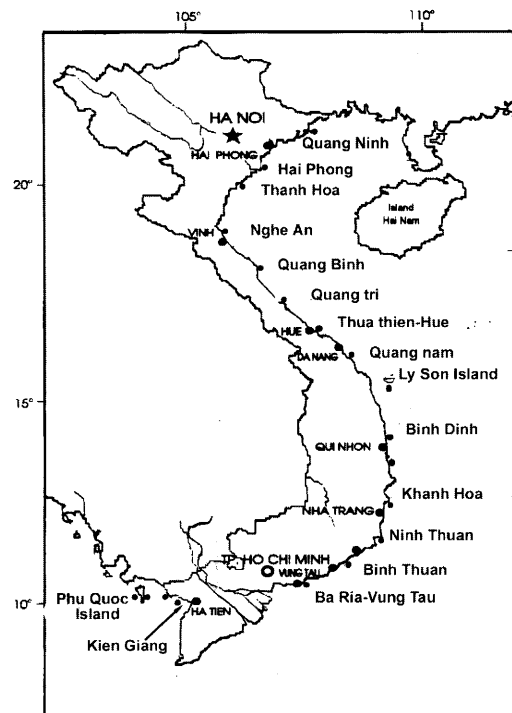 105°
110°
HA NOI
HAI PHONG
Quang Ninh
20°
Hai Phong
Thanh Hoa
Island
Hai Nam
VINH
Nghe An
Quang Binh
Quang tri
HUE
Thua thien-Hue
DA NANG
Quang nam
Ly Son Island
15°
Binh Dinh
QUI NHON
Khanh Hoa
NHA TRANG
Ninh Thuan
TP. HO CHI MINH
VUNG TAU
Binh Thuan
Phu Quoc
Island
Ba Ria-Vung Tau
10°
HA TIEN
Kien Giang